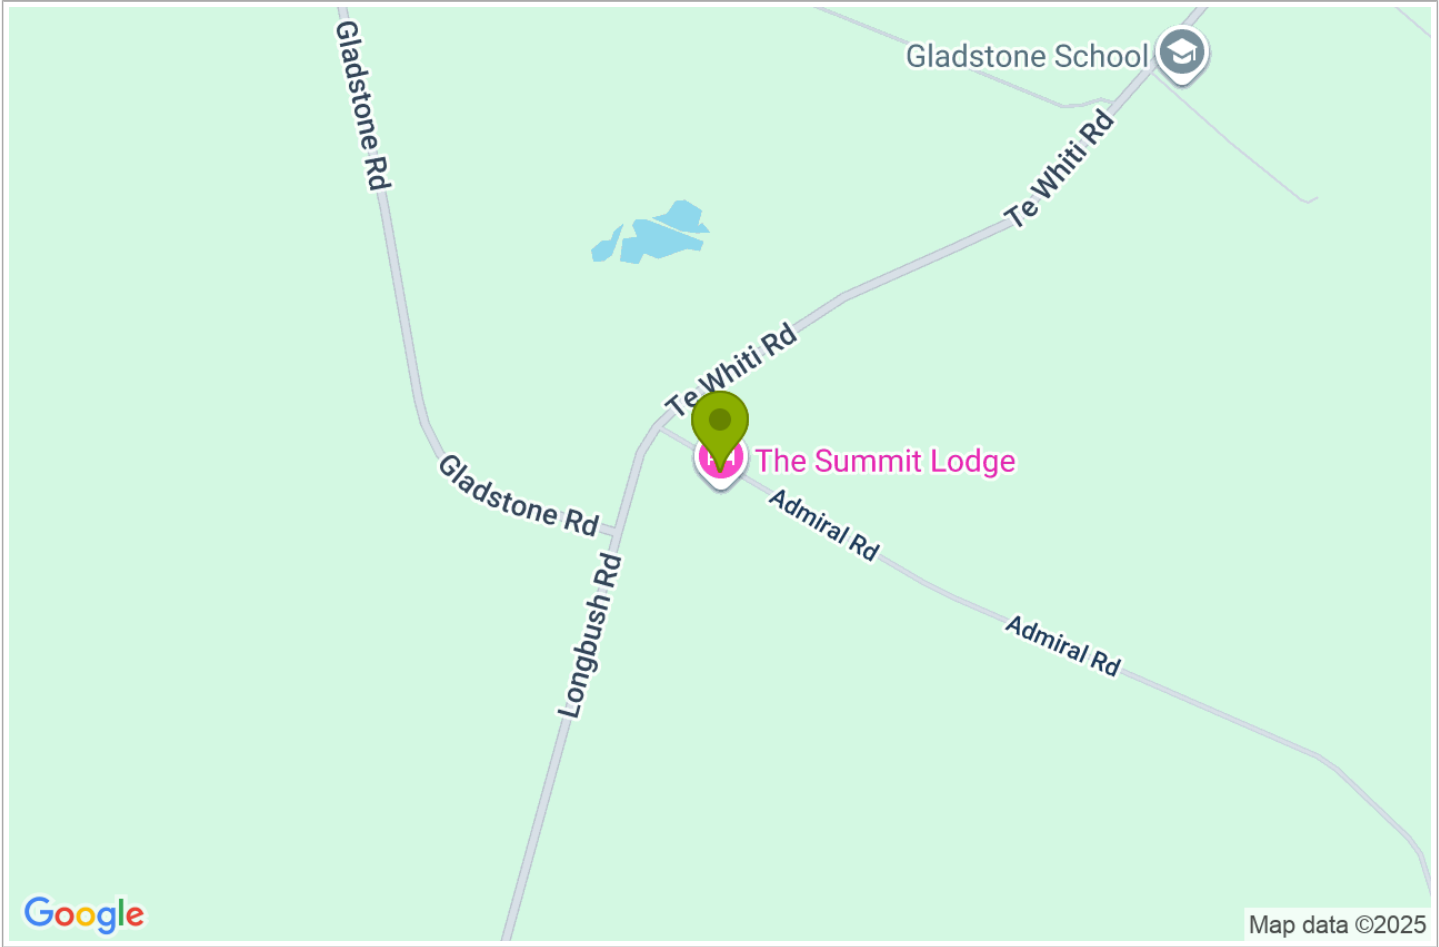 Gladstone Rd
Gladstone School
Te Whiti Rd
Te Whiti Rd
The Summit Lodge
Gladstone Rd
Admiral Rd
Longbush Rd
Admiral Rd
Google
Map data ©2025